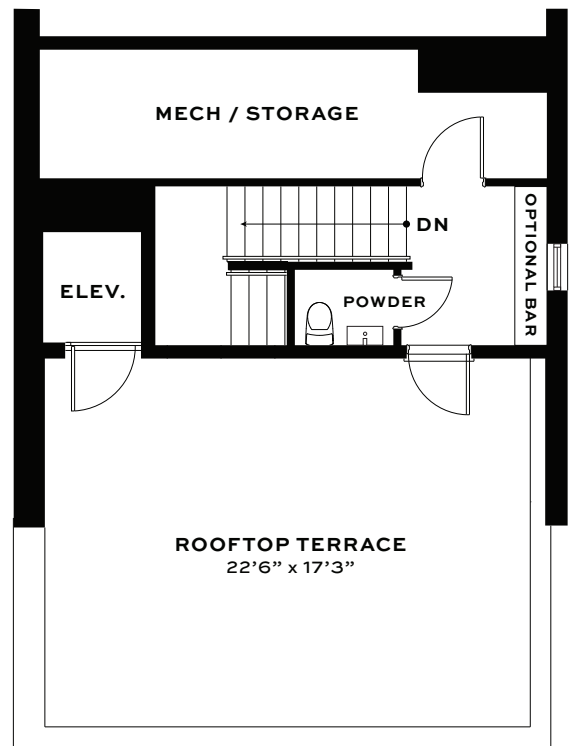 MECH / STORAGE
DN
OPTIONAL BAR
ELEV.
POWDER
ROOFTOP TERRACE
22’6” x 17’3”